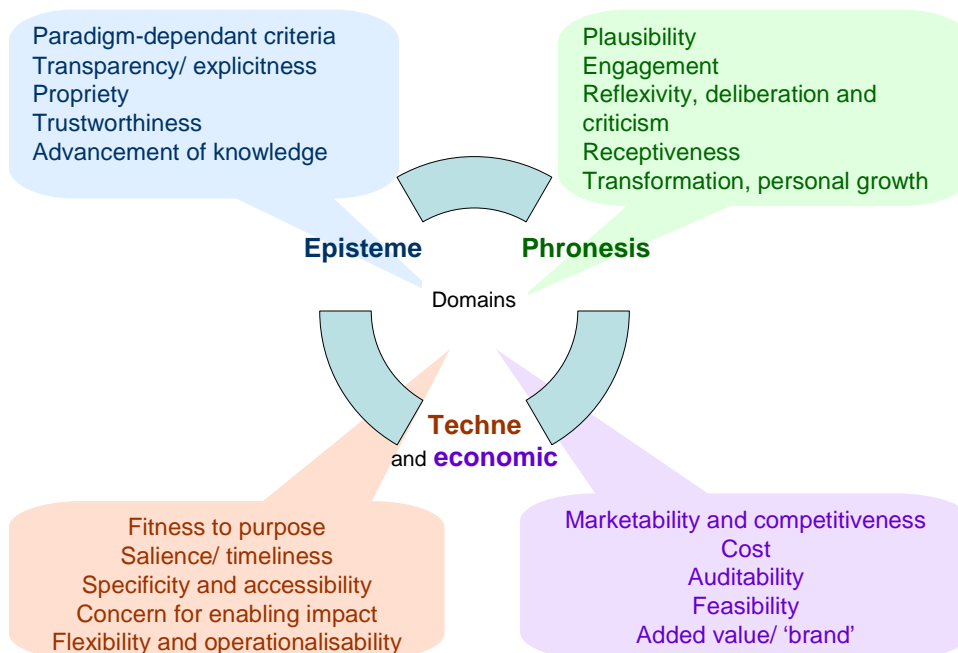 Paradigm-dependant criteria
Transparency/ explicitness
Propriety
Trustworthiness
Advancement of knowledge
Plausibility
Engagement
Reflexivity, deliberation and
criticism
Receptiveness
Transformation, personal growth
Episteme
Phronesis
Domains
Techne
and economic
Fitness to purpose
Salience/ timeliness
Specificity and accessibility
Concern for enabling impact
Flexibility and operationalisability
Marketability and competitiveness
Cost
Auditability
Feasibility
Added value/ ‘brand’